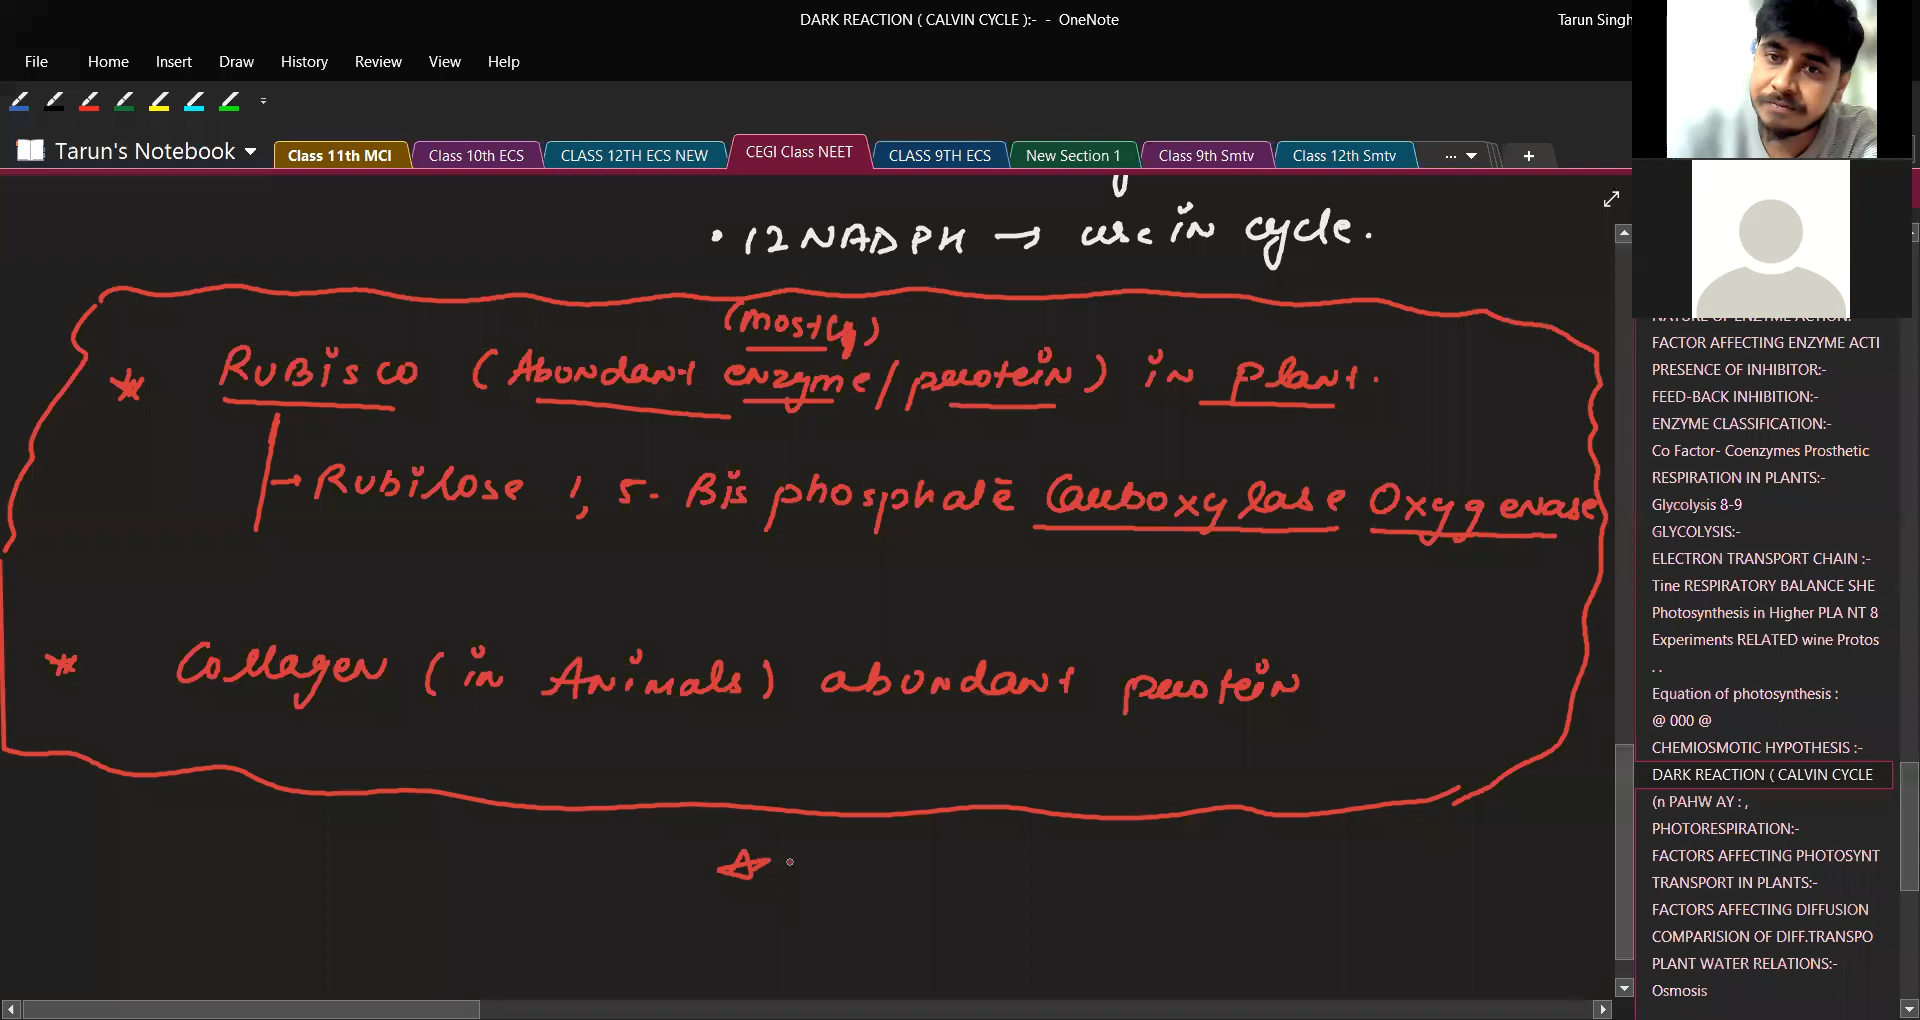 DARK REACTION ( CALVIN CYCLE ):- - OneNote
Tarun Singh
File Home Insert Draw History Review View Help
Tarun's Notebook
Class 11th MCI Class 10th ECS CLASS 12TH ECS NEW CEGI Class NEET CLASS 9TH ECS New Section 1 Class 9th Smtv Class 12th Smtv ... +
• 12 NADPH → use in cycle.
(mostly)
* RuBisCO (Abondant enzyme/protein) in plant.
→ Rubilose 1, 5- Bisphosphate Carboxylase Oxygenase
* Collagen (in Animals) abundant protein
NATURE OF ENZYME ACTION:
FACTOR AFFECTING ENZYME ACTI
PRESENCE OF INHIBITOR:-
FEED-BACK INHIBITION:-
ENZYME CLASSIFICATION:-
Co Factor- Coenzymes Prosthetic
RESPIRATION IN PLANTS:-
Glycolysis 8-9
GLYCOLYSIS:-
ELECTRON TRANSPORT CHAIN :-
Tine RESPIRATORY BALANCE SHE
Photosynthesis in Higher PLA NT 8
Experiments RELATED wine Protos
. .
Equation of photosynthesis :
@ 000 @
CHEMIOSMOTIC HYPOTHESIS :-
DARK REACTION ( CALVIN CYCLE
(n PAHW AY : ,
PHOTORESPIRATION:-
FACTORS AFFECTING PHOTOSYNT
TRANSPORT IN PLANTS:-
FACTORS AFFECTING DIFFUSION
COMPARISION OF DIFF.TRANSPO
PLANT WATER RELATIONS:-
Osmosis